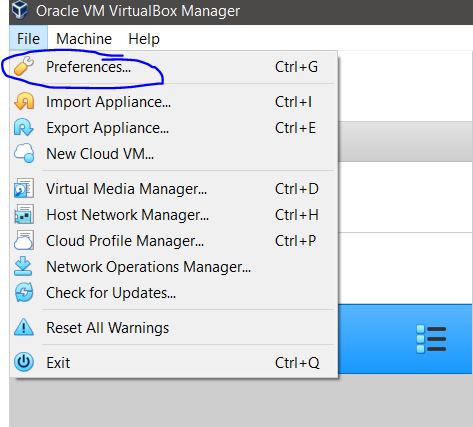 Oracle VM VirtualBox Manager
File Machine Help
Preferences... Ctrl+G
Import Appliance... Ctrl+I
Export Appliance... Ctrl+E
New Cloud VM...
Virtual Media Manager... Ctrl+D
Host Network Manager... Ctrl+H
Cloud Profile Manager... Ctrl+P
Network Operations Manager...
Check for Updates...
Reset All Warnings
Exit Ctrl+Q